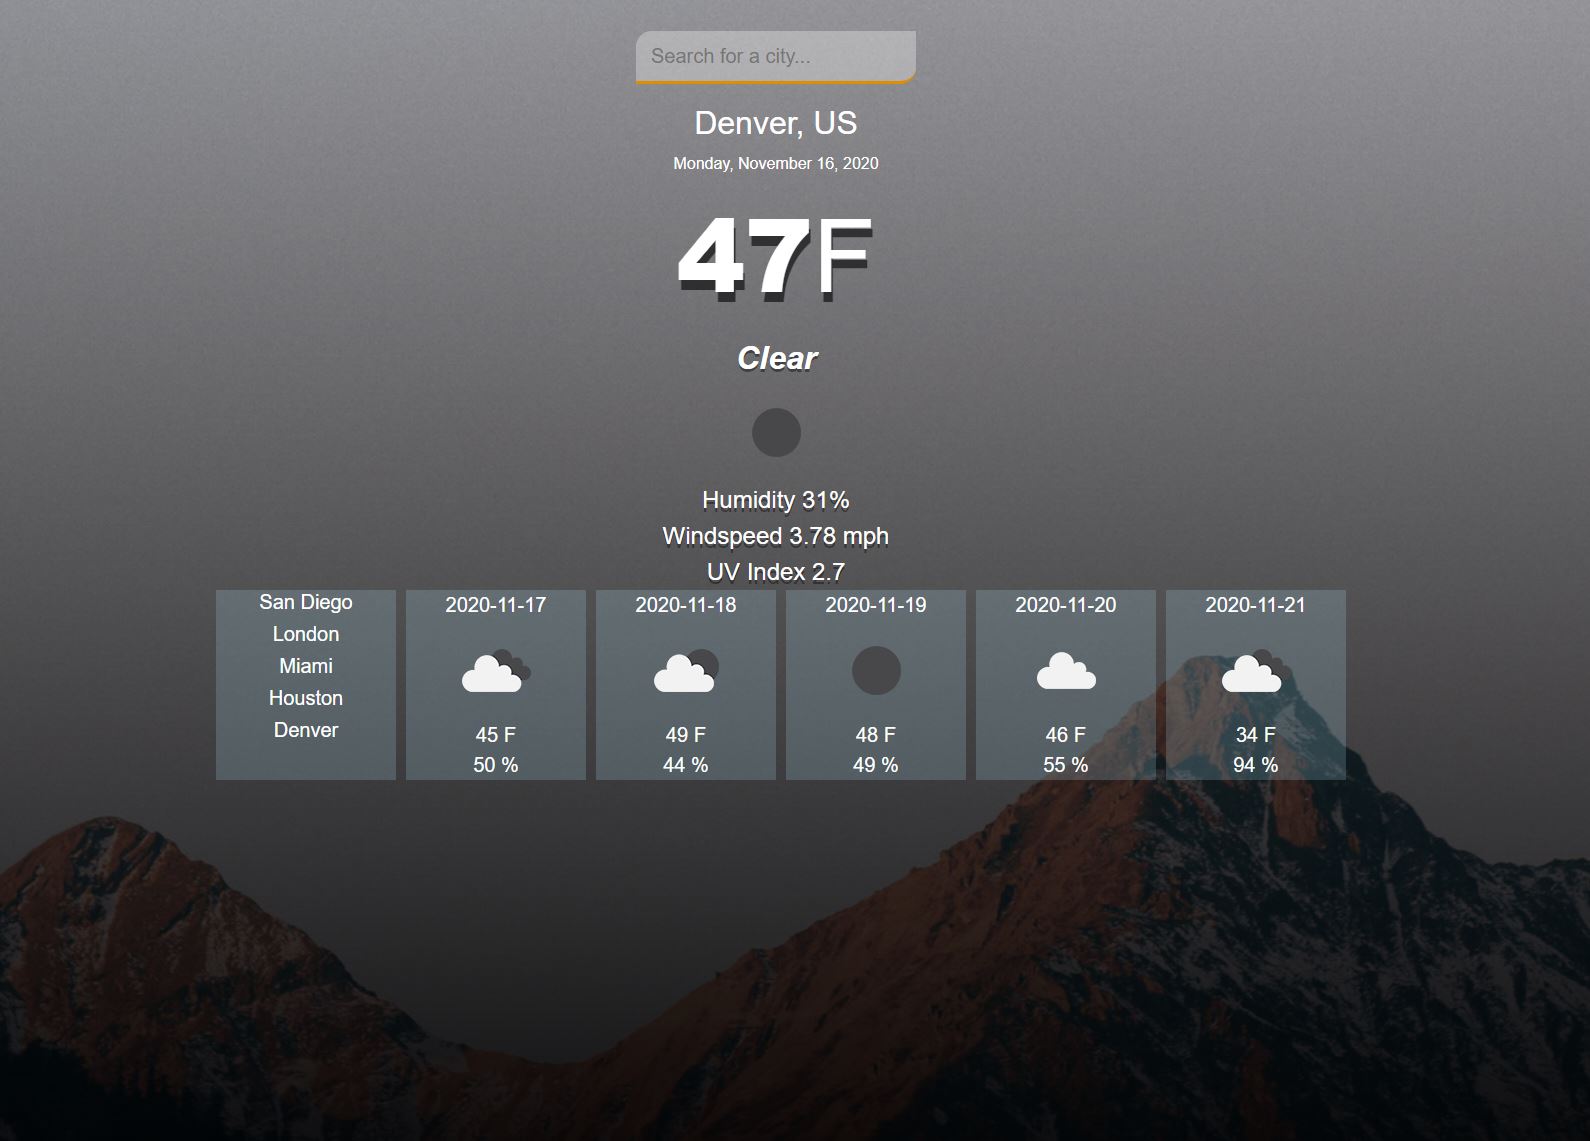 Search for a city...
Denver, US
Monday, November 16, 2020
47F
Clear
Humidity 31%
Windspeed 3.78 mph
UV Index 2.7
San Diego
London
Miami
Houston
Denver
2020-11-17
45 F
50 %
2020-11-18
49 F
44 %
2020-11-19
48 F
49 %
2020-11-20
46 F
55 %
2020-11-21
34 F
94 %